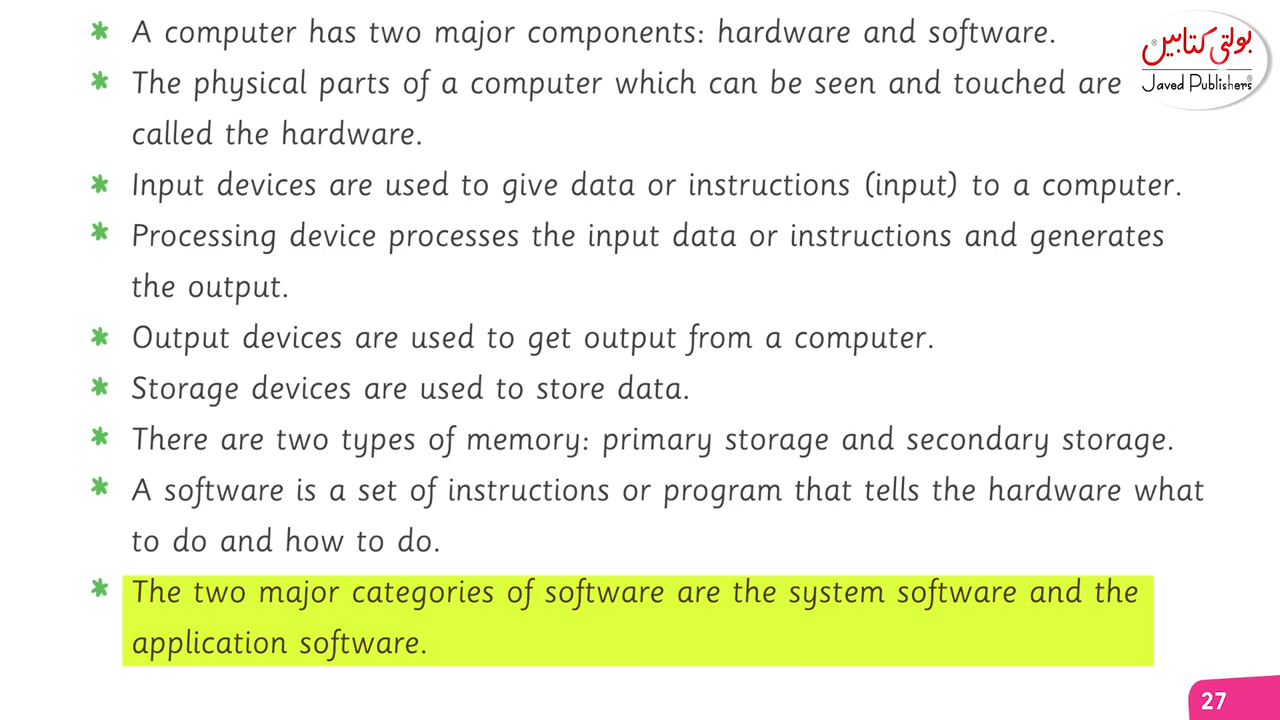 * A computer has two major components: hardware and software.
* The physical parts of a computer which can be seen and touched are
called the hardware.
* Input devices are used to give data or instructions (input) to a computer.
* Processing device processes the input data or instructions and generates
the output.
* Output devices are used to get output from a computer.
* Storage devices are used to store data.
* There are two types of memory: primary storage and secondary storage.
* A software is a set of instructions or program that tells the hardware what
to do and how to do.
* The two major categories of software are the system software and the
application software.
بولتی کتابیں®
Javed Publishers®
27